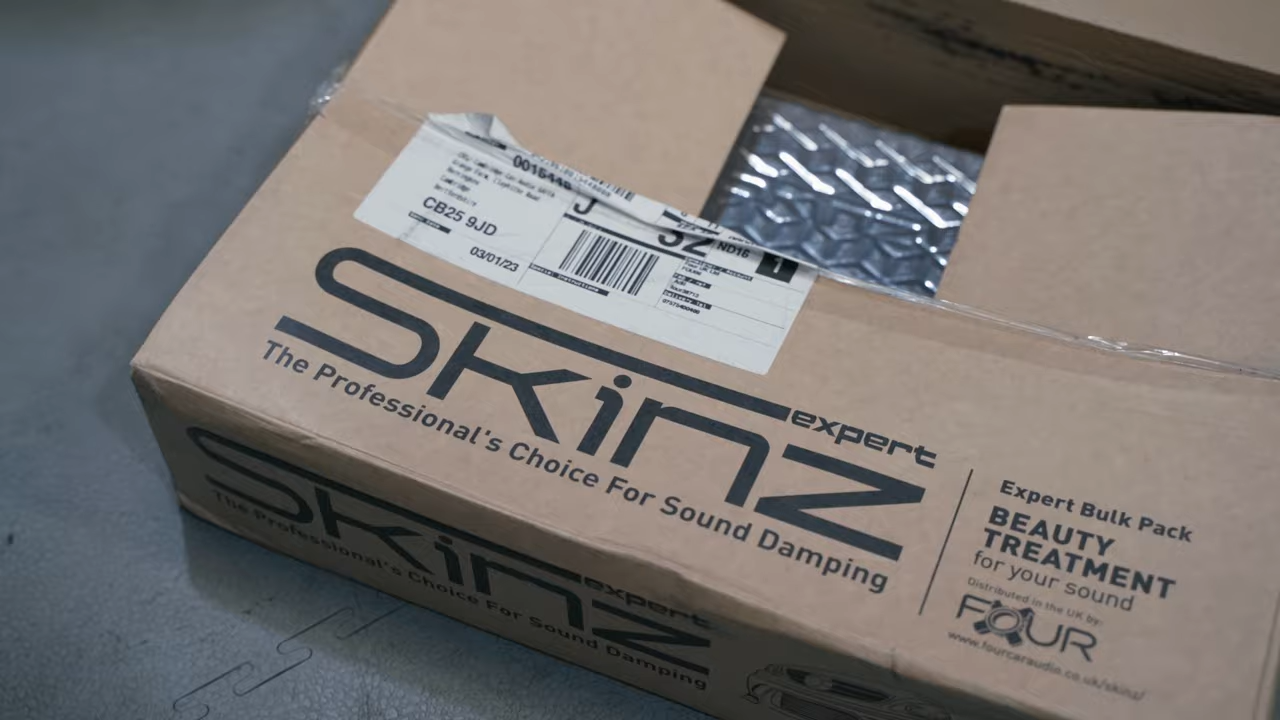 CB25 9JD
03/01/23
32
ND16
1
Skinz
expert
The Professional's Choice For Sound Damping
Expert Bulk Pack
BEAUTY
TREATMENT
for your sound
Distributed in the UK by:
FOUR
www.fourcaraudio.co.uk/skinz/
Skinz
expert
The Professional's Choice For Sound Damping